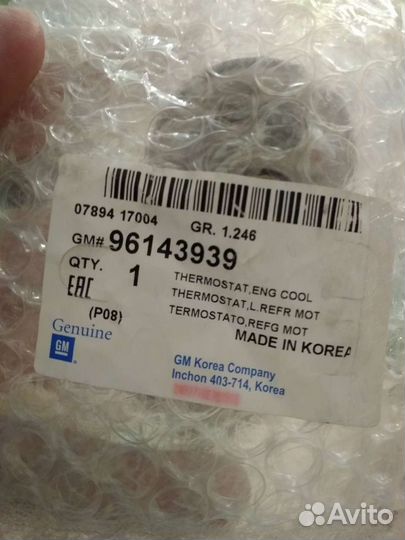 07894 17004
GR. 1.246
GM# 96143939
QTY. 1
THERMOSTAT,ENG COOL
THERMOSTAT,L.REFR MOT
TERMOSTATO,REFG MOT
EAC
(P08)
MADE IN KOREA
Genuine
GM
GM Korea Company
Inchon 403-714, Korea
Avito